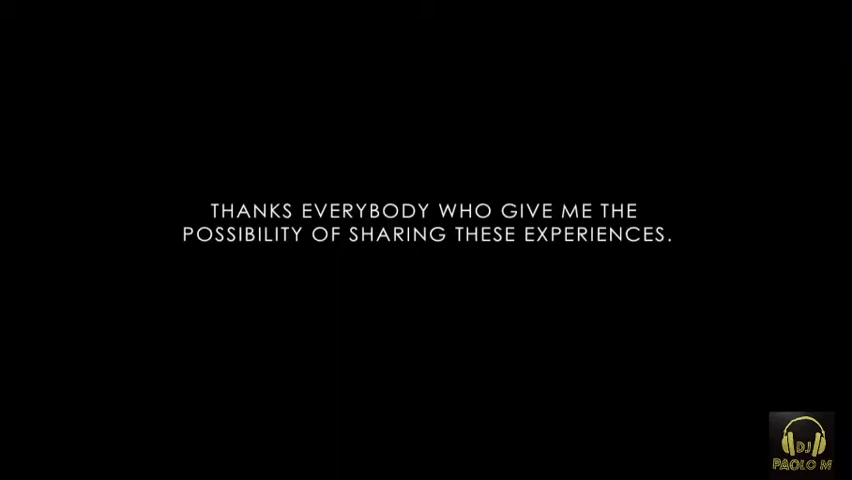 THANKS EVERYBODY WHO GIVE ME THE
POSSIBILITY OF SHARING THESE EXPERIENCES.
DJ
PAOLO M